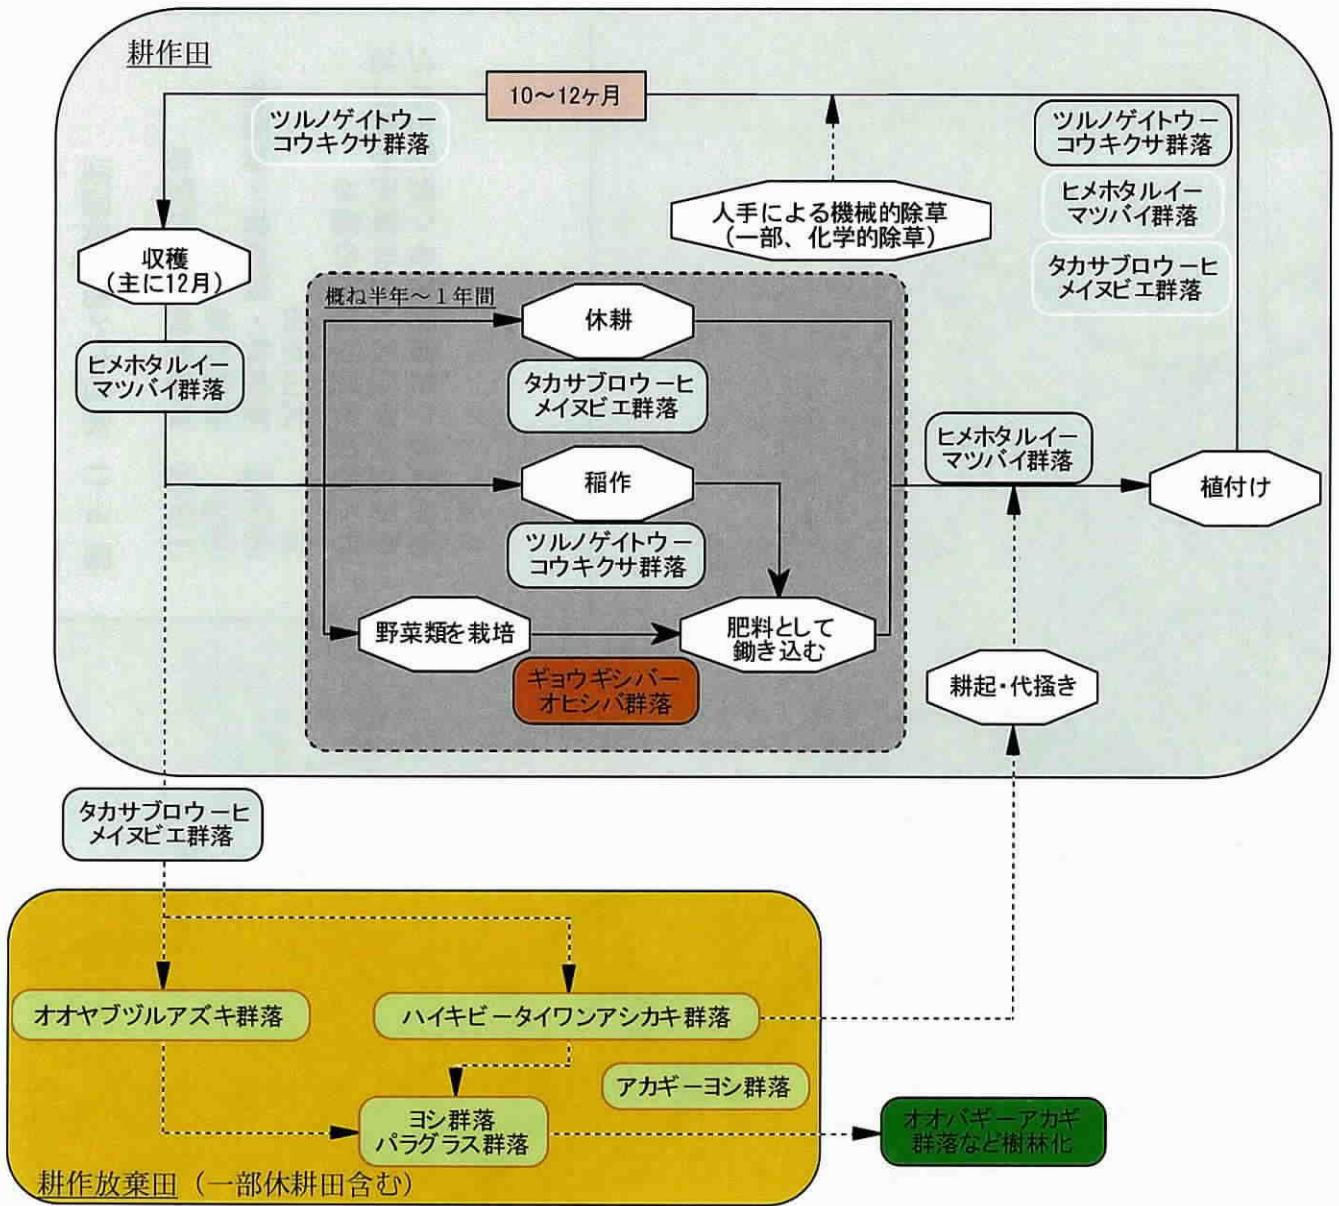 耕作田
10～12ヶ月
ツルノゲイトウー
コウキクサ群落
ツルノゲイトウー
コウキクサ群落
ヒメホタルイー
マツバイ群落
タカサブロウーヒ
メイヌビエ群落
人手による機械的除草
(一部、化学的除草)
収穫
(主に12月)
ヒメホタルイー
マツバイ群落
概ね半年～１年間
休耕
タカサブロウーヒ
メイヌビエ群落
稲作
ツルノゲイトウー
コウキクサ群落
野菜類を栽培
肥料として
鋤き込む
ギョウギシバー
オヒシバ群落
ヒメホタルイー
マツバイ群落
植付け
耕起・代掻き
タカサブロウーヒ
メイヌビエ群落
オオヤブヅルアズキ群落
ハイキビータイワンアシカキ群落
アカギーヨシ群落
ヨシ群落
パラグラス群落
オオバギーアカギ
群落など樹林化
耕作放棄田（一部休耕田含む）